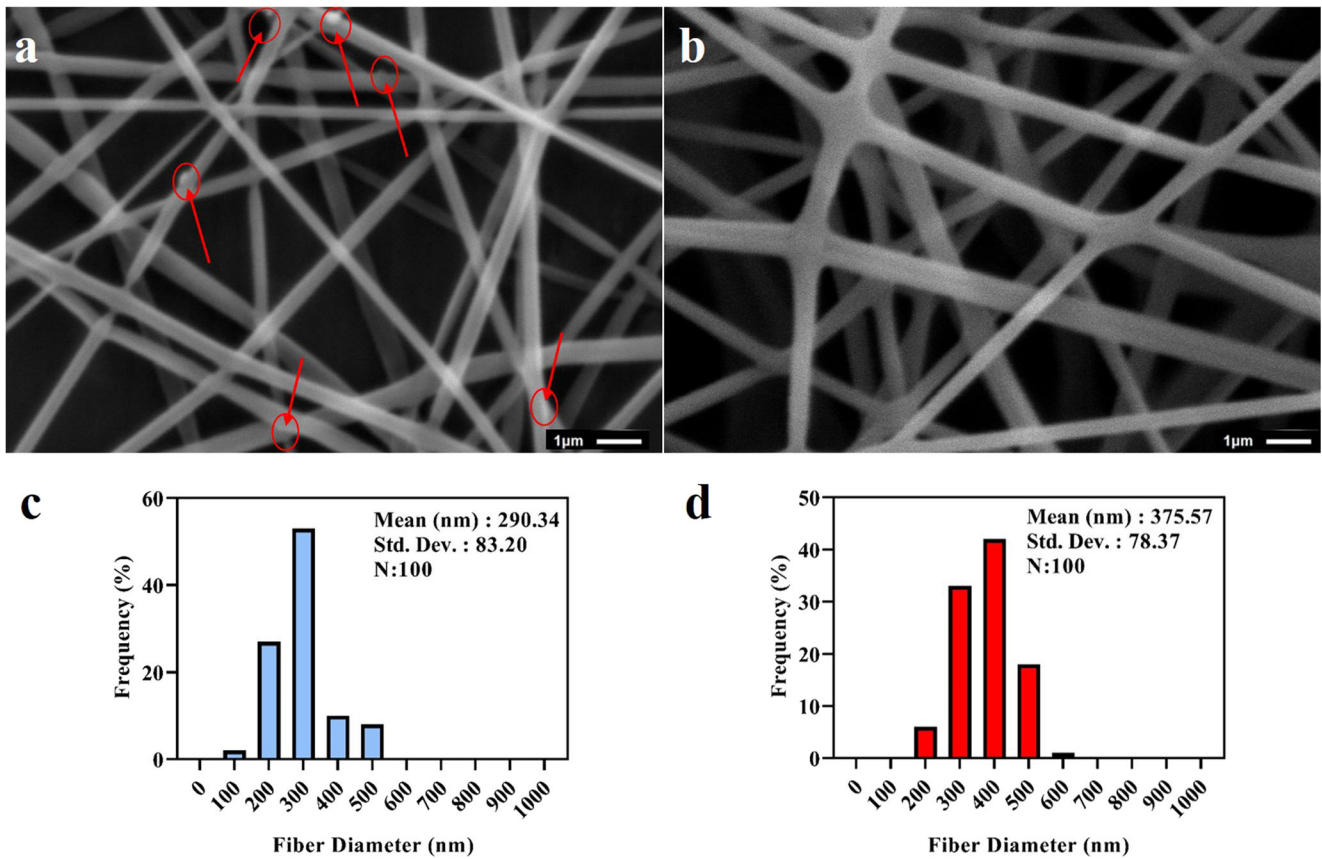 a
b
1μm
1μm
c
60
40
20
0
Frequency (%)
Mean (nm) : 290.34
Std. Dev. : 83.20
N:100
0 100 200 300 400 500 600 700 800 900 1000
Fiber Diameter (nm)
d
50
40
30
20
10
0
Frequency (%)
Mean (nm) : 375.57
Std. Dev. : 78.37
N:100
0 100 200 300 400 500 600 700 800 900 1000
Fiber Diameter (nm)